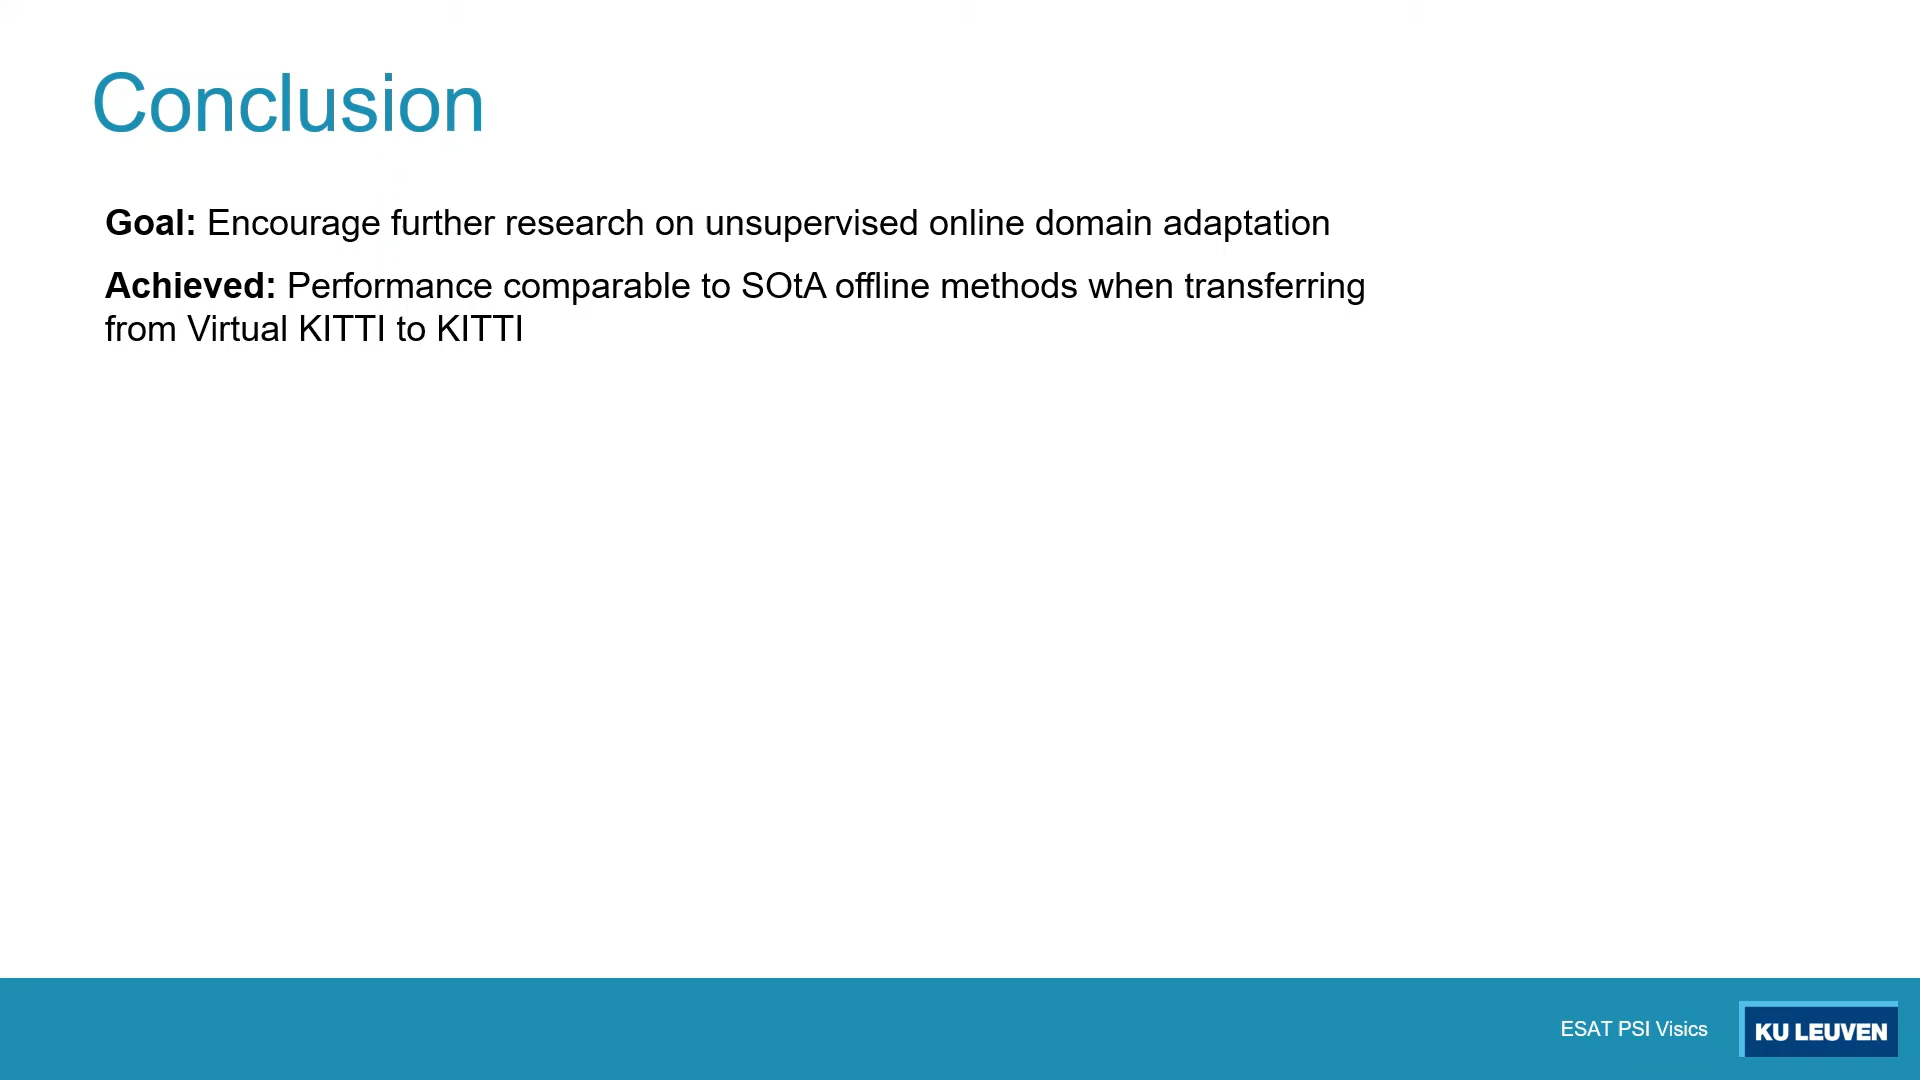 Conclusion
Goal: Encourage further research on unsupervised online domain adaptation
Achieved: Performance comparable to SOtA offline methods when transferring
from Virtual KITTI to KITTI
ESAT PSI Visics
KU LEUVEN